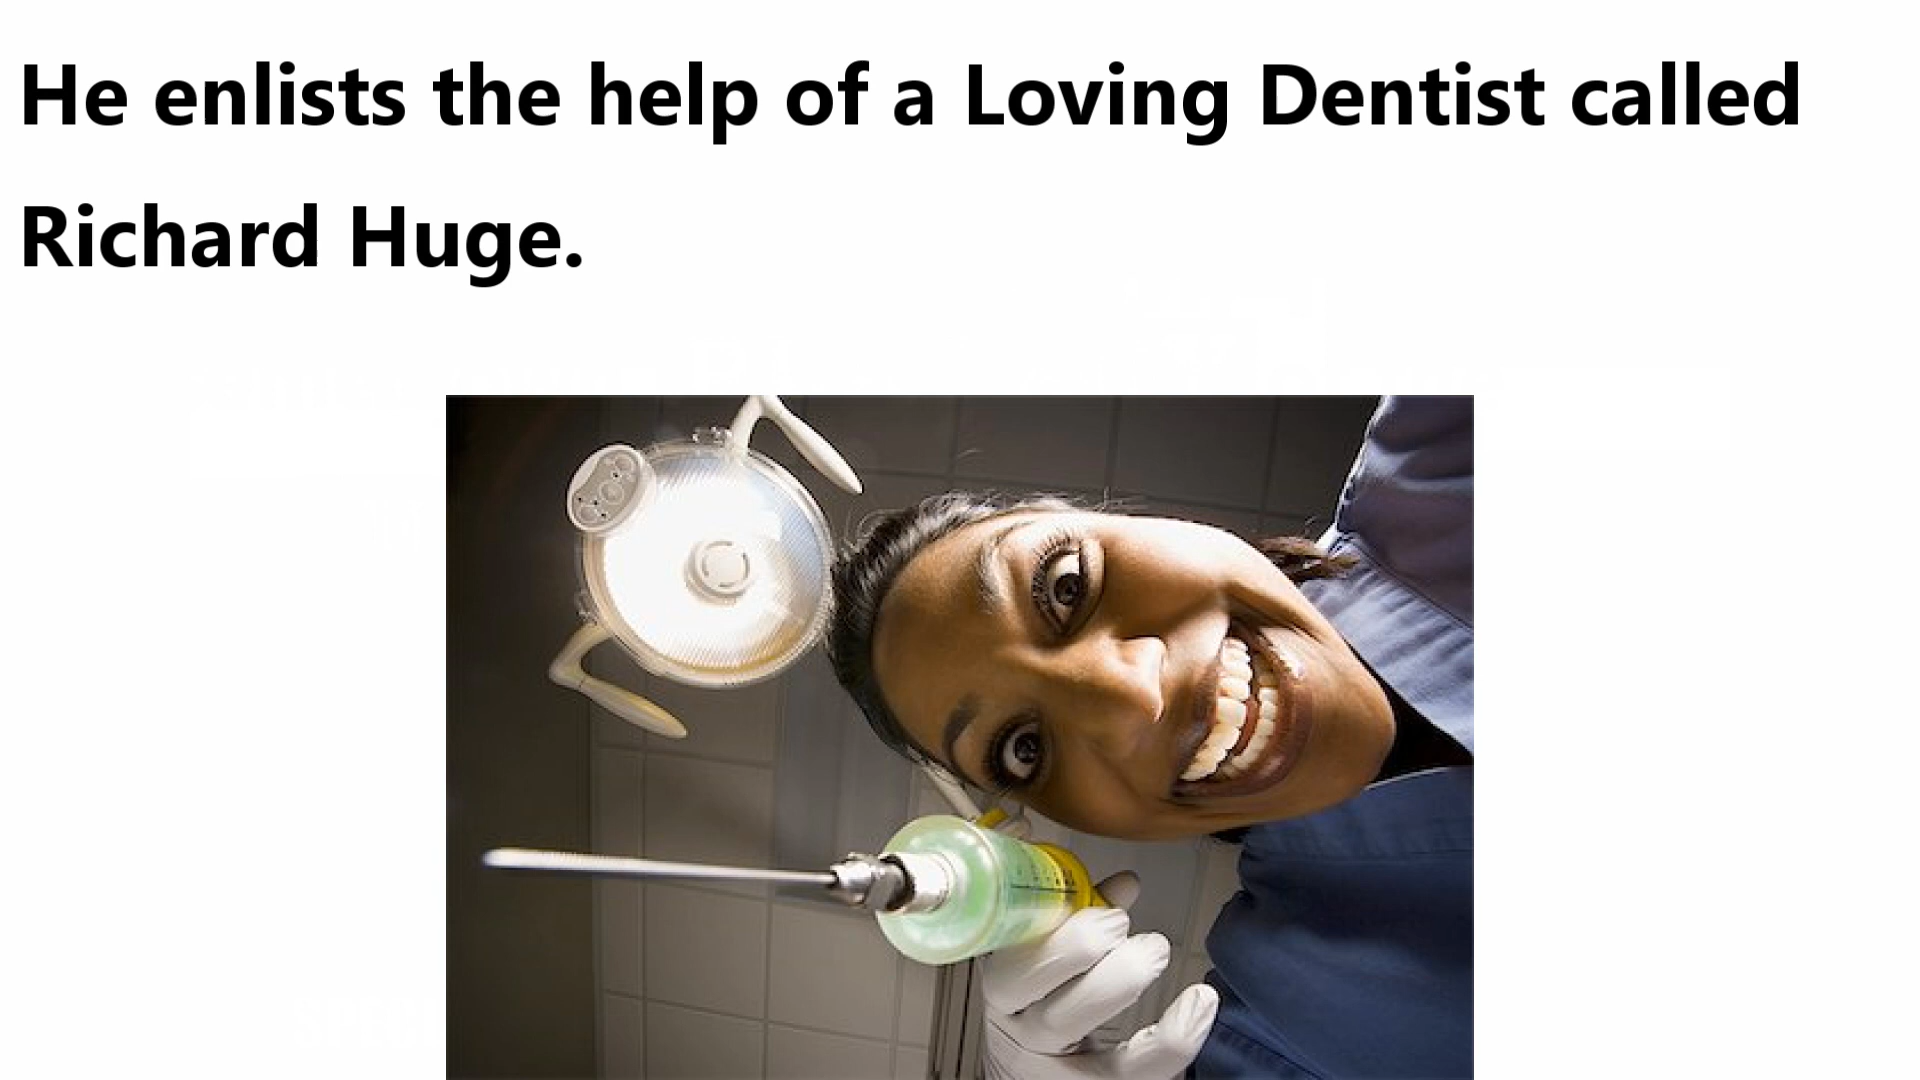 He enlists the help of a Loving Dentist called
Richard Huge.